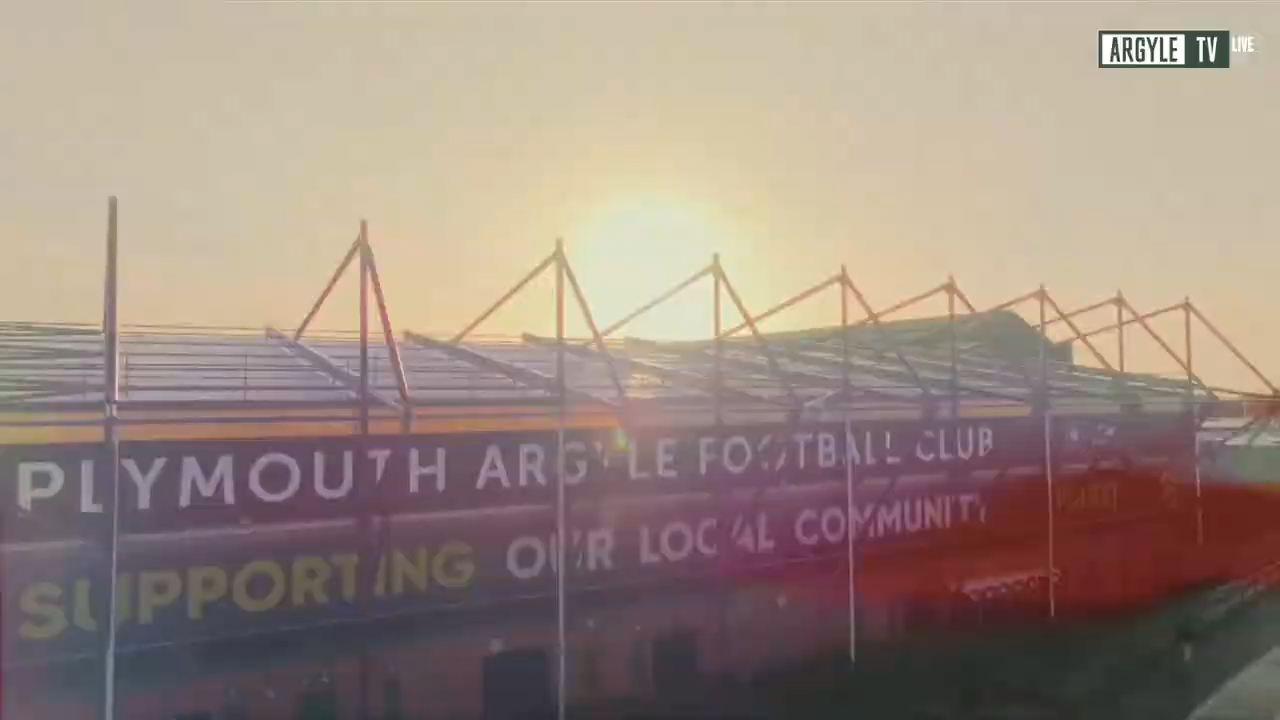 ARGYLE TV LIVE
PLYMOUTH ARGYLE FOOTBALL CLUB
SUPPORTING OUR LOCAL COMMUNITY